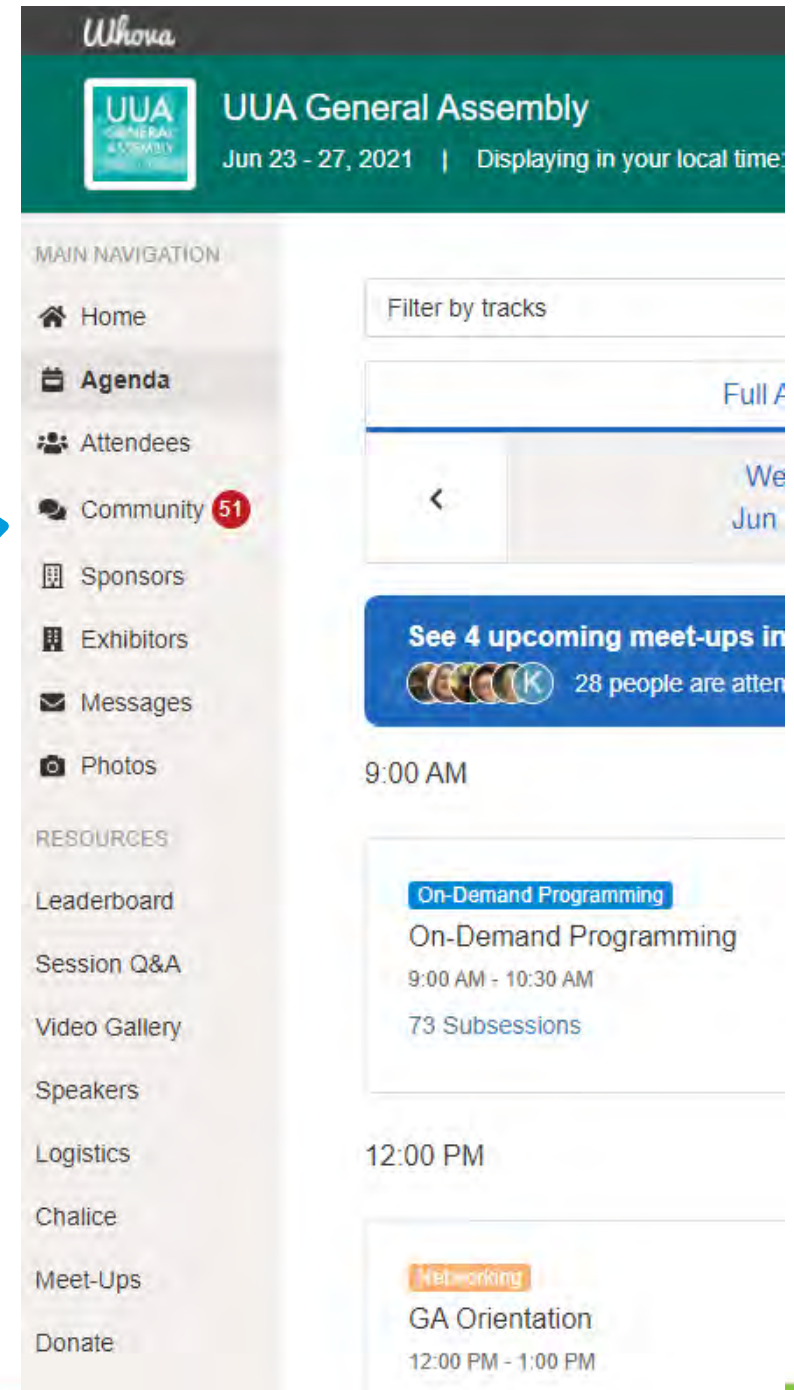 Whova
UUA
GENERAL
ASSEMBLY
UUA General Assembly
Jun 23 - 27, 2021 | Displaying in your local time:
MAIN NAVIGATION
Home
Agenda
Attendees
Community 51
Sponsors
Exhibitors
Messages
Photos
RESOURCES
Leaderboard
Session Q&A
Video Gallery
Speakers
Logistics
Chalice
Meet-Ups
Donate
Filter by tracks
Full A
We
Jun
See 4 upcoming meet-ups in
K 28 people are atten
9:00 AM
On-Demand Programming
On-Demand Programming
9:00 AM - 10:30 AM
73 Subsessions
12:00 PM
Networking
GA Orientation
12:00 PM - 1:00 PM